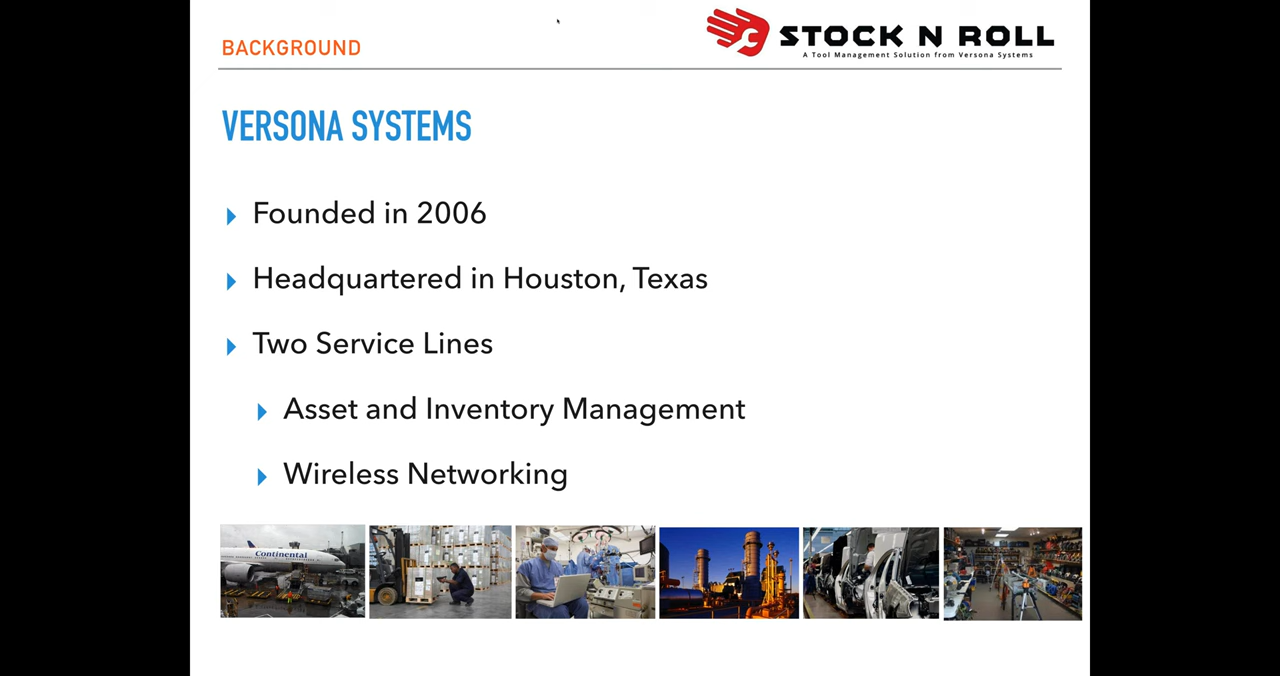 BACKGROUND
STOCK N ROLL
A Tool Management Solution from Versona Systems
VERSONA SYSTEMS
Founded in 2006
Headquartered in Houston, Texas
Two Service Lines
Asset and Inventory Management
Wireless Networking
Continental